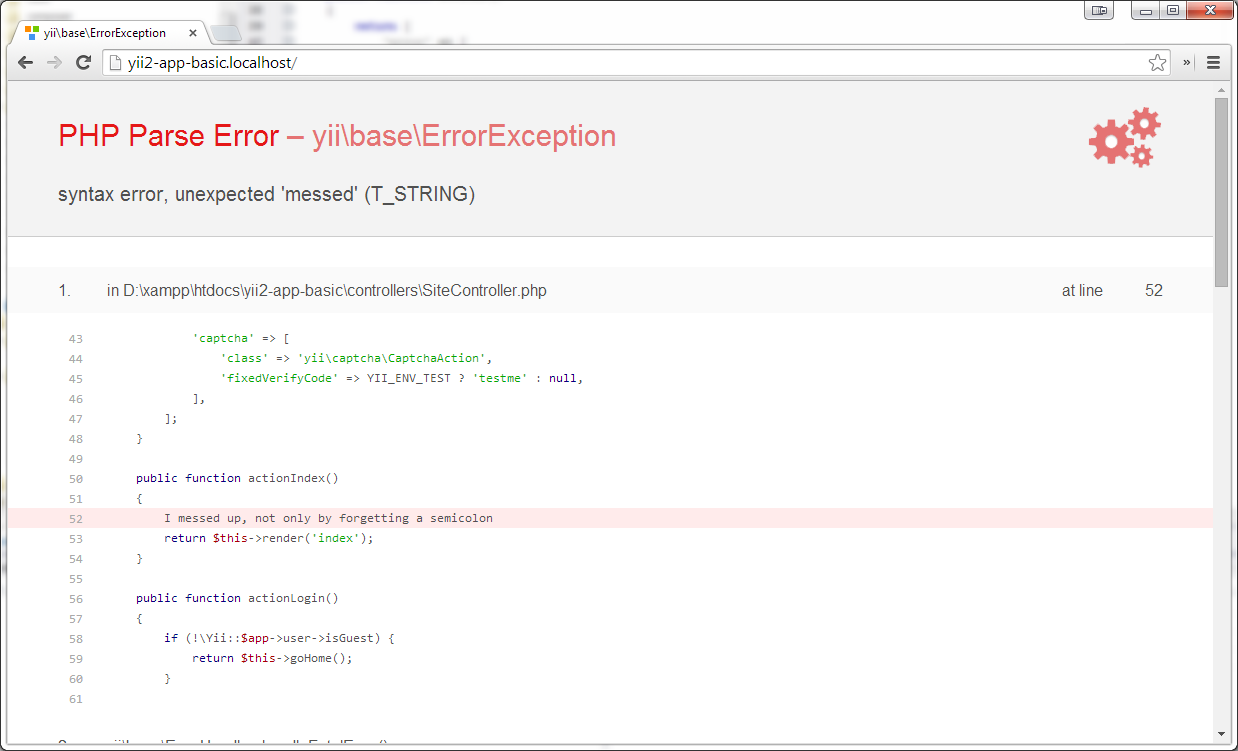 yii\base\ErrorException
yii2-app-basic.localhost/
PHP Parse Error – yii\base\ErrorException
syntax error, unexpected 'messed' (T_STRING)
1. in D:\xampp\htdocs\yii2-app-basic\controllers\SiteController.php at line 52
43 'captcha' => [
44 'class' => 'yii\captcha\CaptchaAction',
45 'fixedVerifyCode' => YII_ENV_TEST ? 'testme' : null,
46 ],
47 ];
48 }
49
50 public function actionIndex()
51 {
52 I messed up, not only by forgetting a semicolon
53 return $this->render('index');
54 }
55
56 public function actionLogin()
57 {
58 if (!\Yii::$app->user->isGuest) {
59 return $this->goHome();
60 }
61